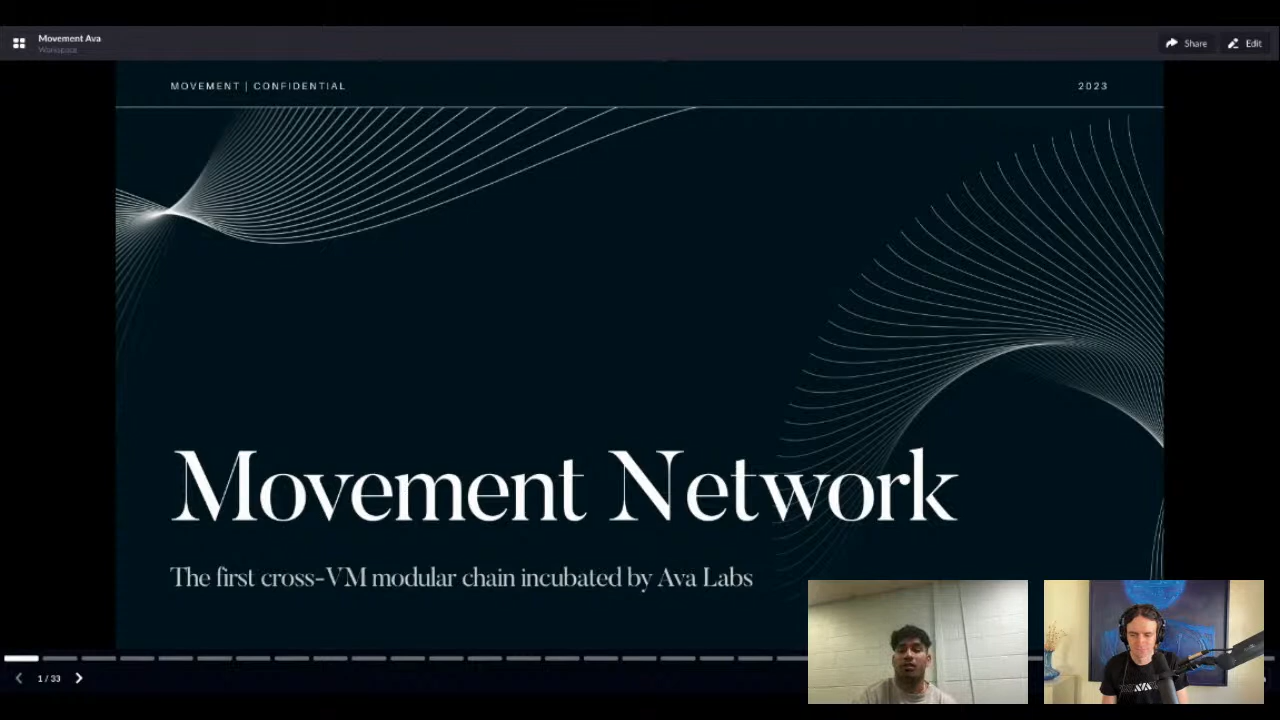 Movement Ava
Workspace
Share
Edit
MOVEMENT | CONFIDENTIAL
2023
Movement Network
The first cross-VM modular chain incubated by Ava Labs
1 / 33